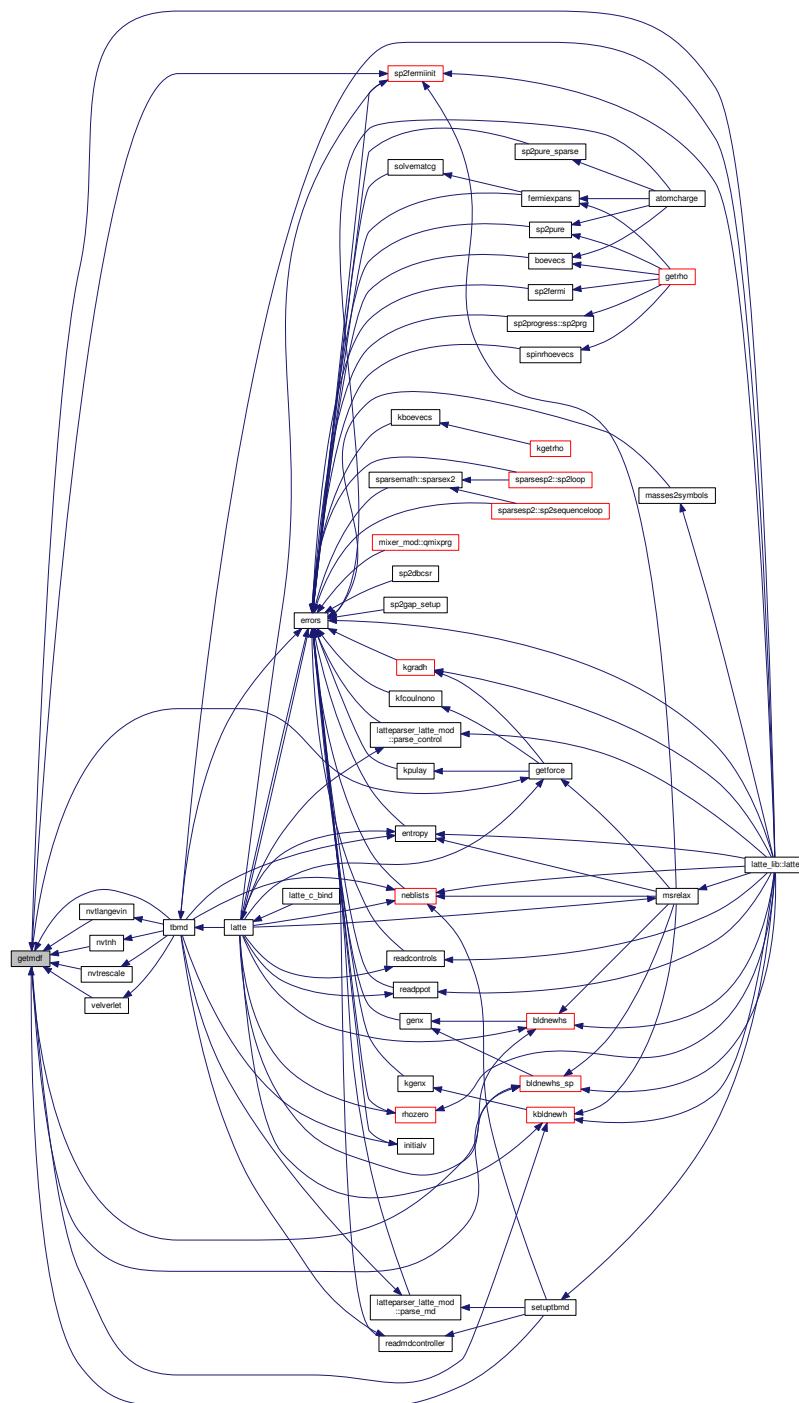 sp2fermiinit
sp2pure_sparse
solvematcg
fermiexpans
atomcharge
sp2pure
boevecs
getrho
sp2fermi
sp2progress::sp2prg
spinrhoevecs
kboevecs
kgetrho
sparsemath::sparsex2
sparsesp2::sp2loop
masses2symbols
sparsesp2::sp2sequenceloop
mixer_mod::qmixprg
sp2dbcsr
sp2gap_setup
errors
kgradh
kfcoulnono
latteparser_latte_mod
::parse_control
kpulay
getforce
entropy
latte_lib::latte
latte_c_bind
neblists
msrelax
nvtlangevin
tbmd
latte
nvtnh
getmdf
readcontrols
nvtrescale
readppot
velverlet
genx
bldnewhs
kgenx
bldnewhs_sp
rhozero
kbldnewh
initialv
latteparser_latte_mod
::parse_md
setuptbmd
readmdcontroller